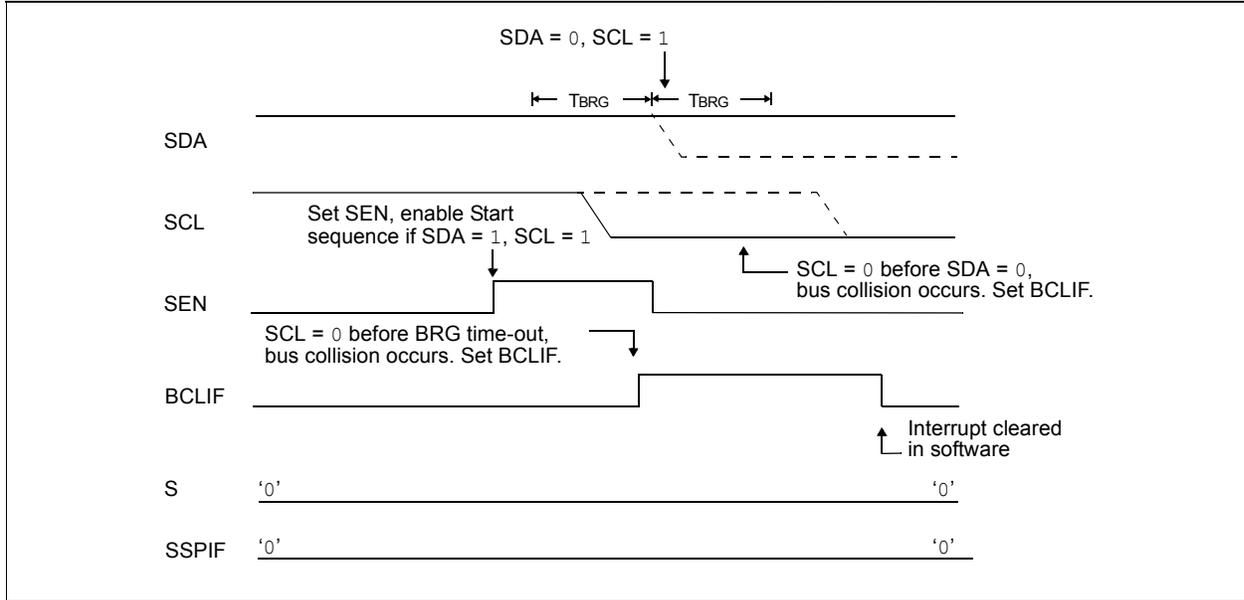 SDA = 0, SCL = 1
TBRG TBRG
SDA
SCL
Set SEN, enable Start
sequence if SDA = 1, SCL = 1
SCL = 0 before SDA = 0,
bus collision occurs. Set BCLIF.
SEN
SCL = 0 before BRG time-out,
bus collision occurs. Set BCLIF.
BCLIF
Interrupt cleared
in software
S ‘0’ ‘0’
SSPIF ‘0’ ‘0’